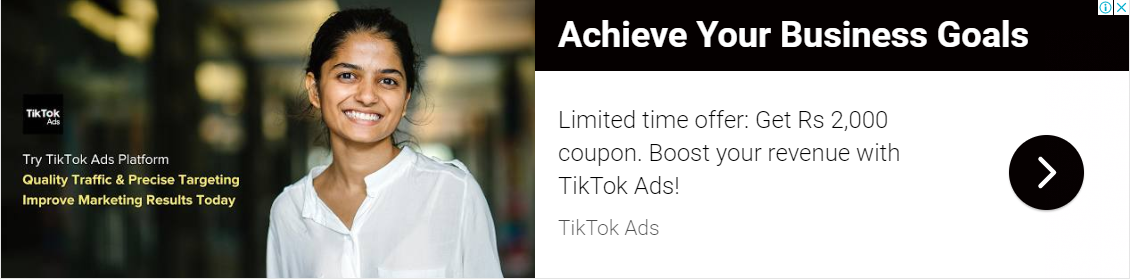 TikTok
Ads
Try TikTok Ads Platform
Quality Traffic & Precise Targeting
Improve Marketing Results Today
Achieve Your Business Goals
Limited time offer: Get Rs 2,000
coupon. Boost your revenue with
TikTok Ads!
TikTok Ads